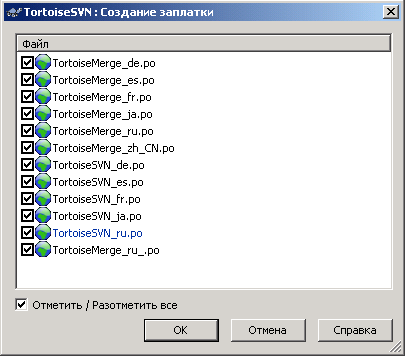 TortoiseSVN : Создание заплатки
Файл
TortoiseMerge_de.po
TortoiseMerge_es.po
TortoiseMerge_fr.po
TortoiseMerge_ja.po
TortoiseMerge_ru.po
TortoiseMerge_zh_CN.po
TortoiseSVN_de.po
TortoiseSVN_es.po
TortoiseSVN_fr.po
TortoiseSVN_ja.po
TortoiseSVN_ru.po
TortoiseMerge_ru_.po
Отметить / Разотметить все
OK Отмена Справка